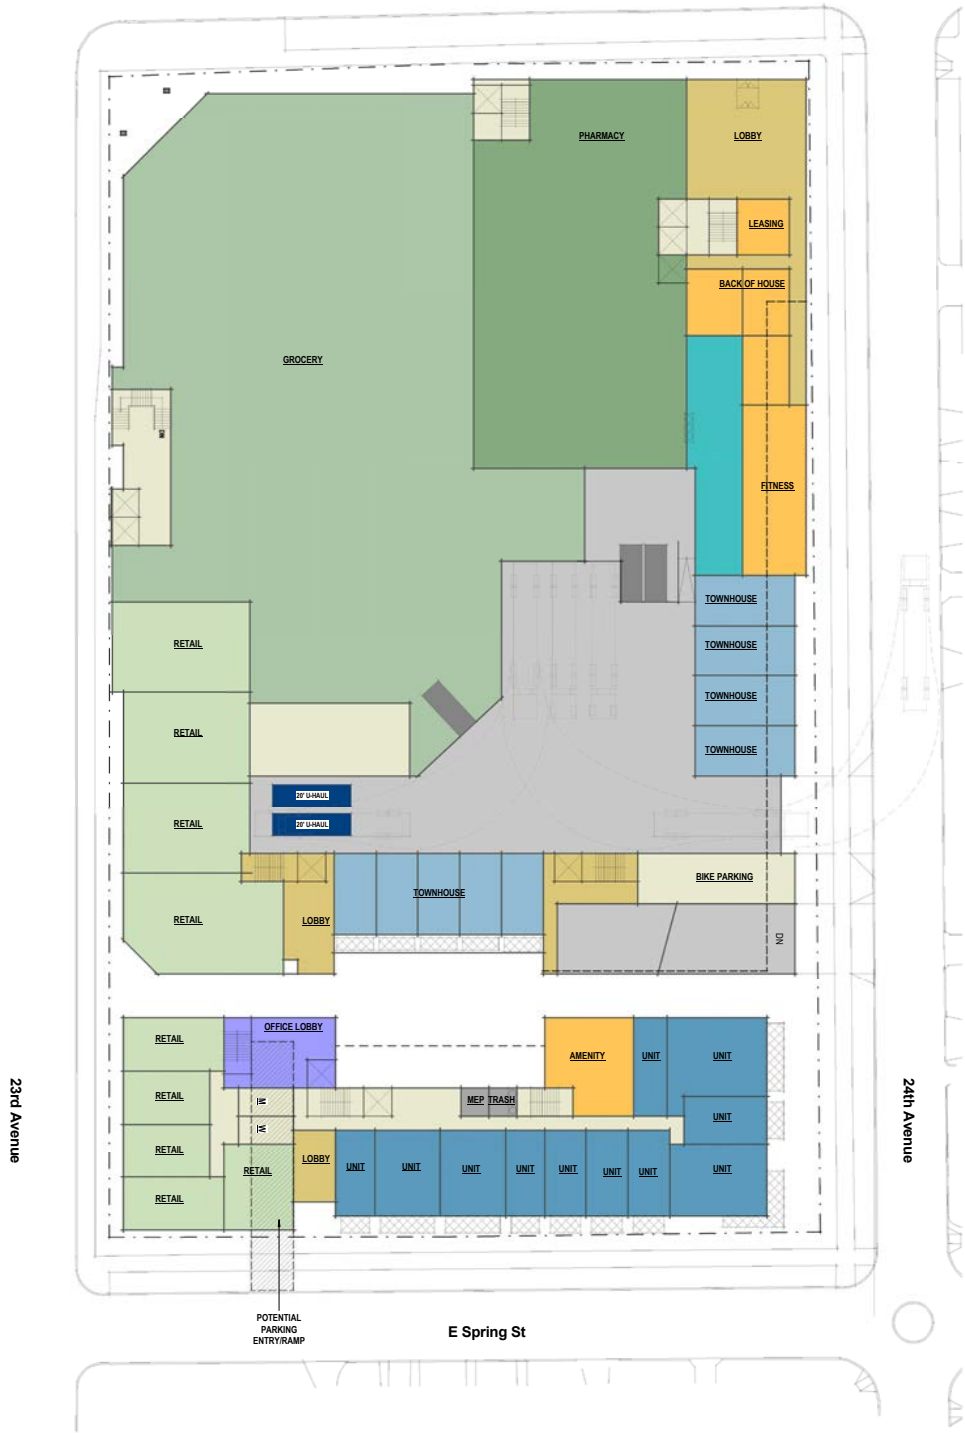 PHARMACY
LOBBY
LEASING
BACK OF HOUSE
GROCERY
DN
FITNESS
TOWNHOUSE
RETAIL
TOWNHOUSE
TOWNHOUSE
RETAIL
TOWNHOUSE
20' U-HAUL
RETAIL
20' U-HAUL
BIKE PARKING
TOWNHOUSE
RETAIL
LOBBY
DN
OFFICE LOBBY
RETAIL
AMENITY
UNIT
UNIT
RETAIL
MEP
TRASH
M
UNIT
W
RETAIL
LOBBY
RETAIL
UNIT
UNIT
UNIT
UNIT
UNIT
UNIT
UNIT
UNIT
RETAIL
23rd Avenue
24th Avenue
POTENTIAL
PARKING
ENTRY/RAMP
E Spring St